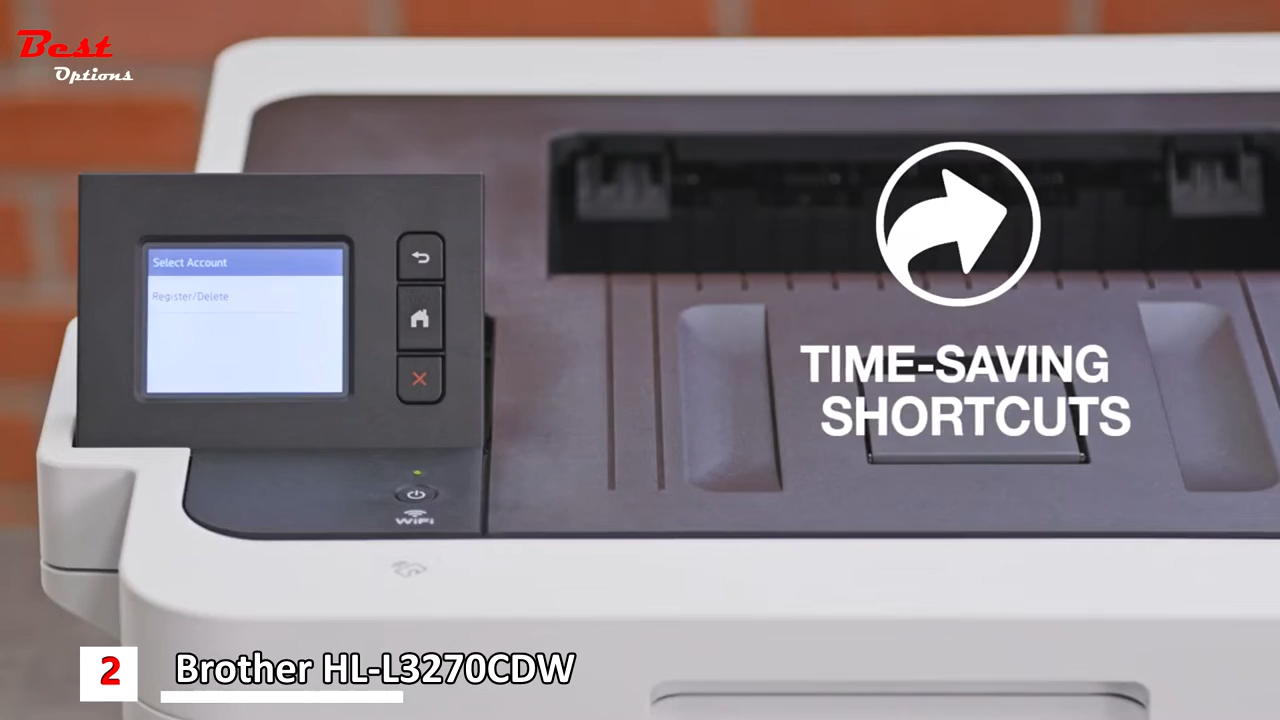 Best
Options
Select Account
Register/Delete
TIME-SAVING
SHORTCUTS
WiFi
2
Brother HL-L3270CDW